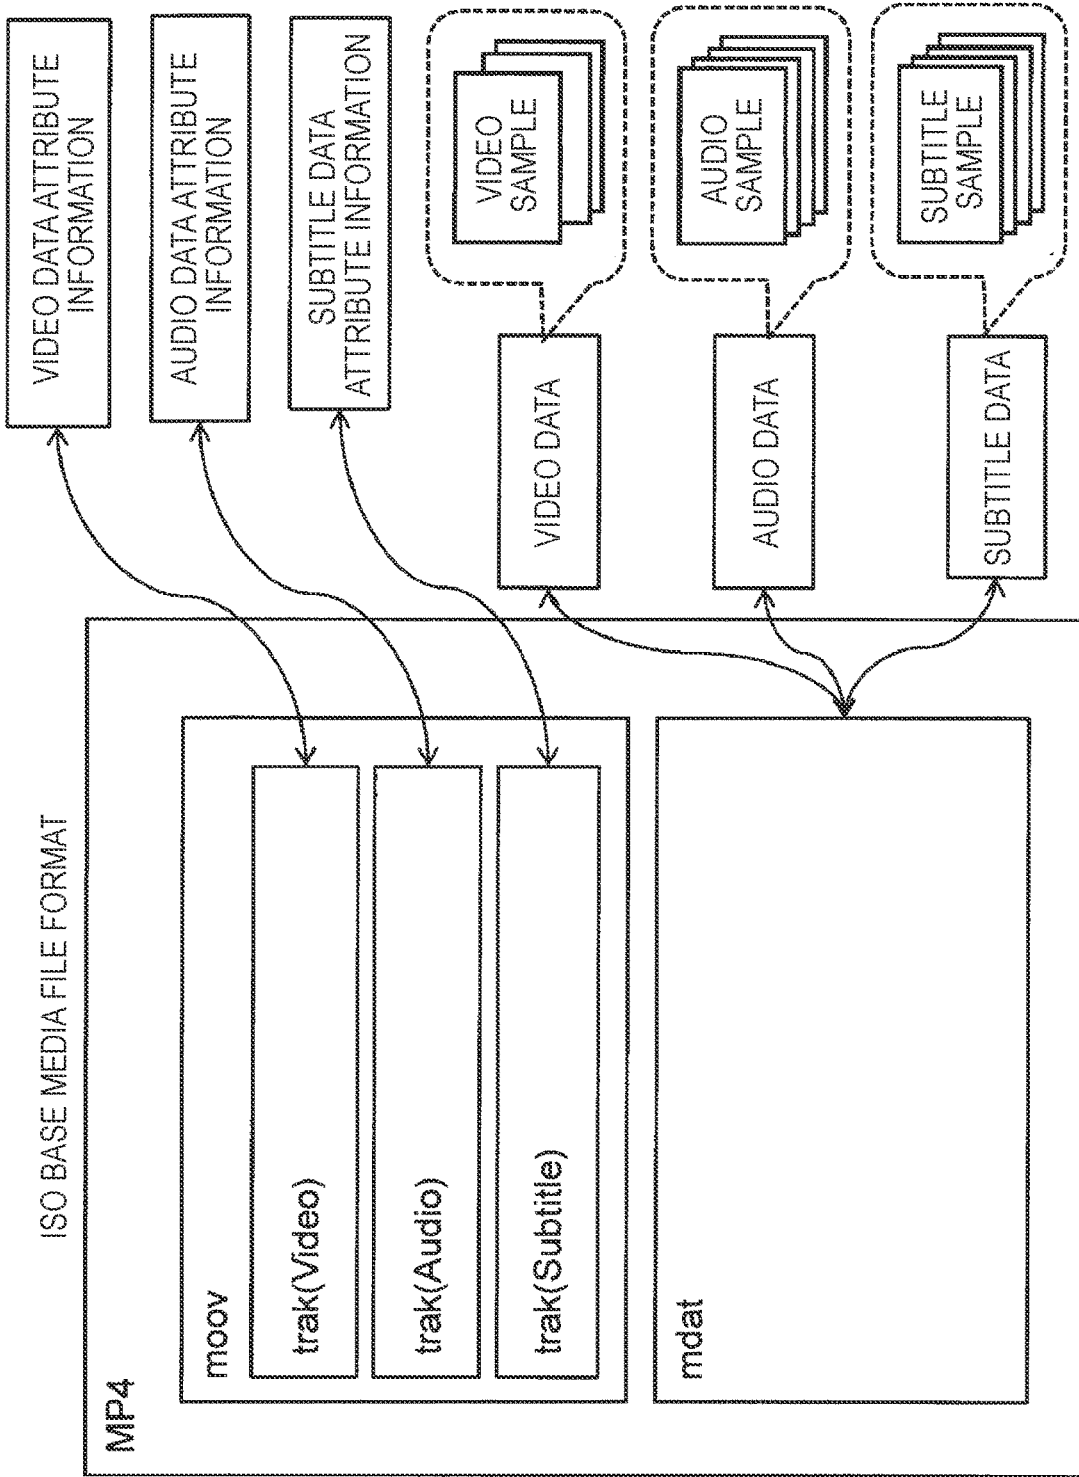 ISO BASE MEDIA FILE FORMAT
MP4
moov
trak(Video)
trak(Audio)
trak(Subtitle)
mdat
VIDEO DATA ATTRIBUTE
INFORMATION
AUDIO DATA ATTRIBUTE
INFORMATION
SUBTITLE DATA
ATTRIBUTE INFORMATION
VIDEO DATA
VIDEO
SAMPLE
AUDIO DATA
AUDIO
SAMPLE
SUBTITLE DATA
SUBTITLE
SAMPLE